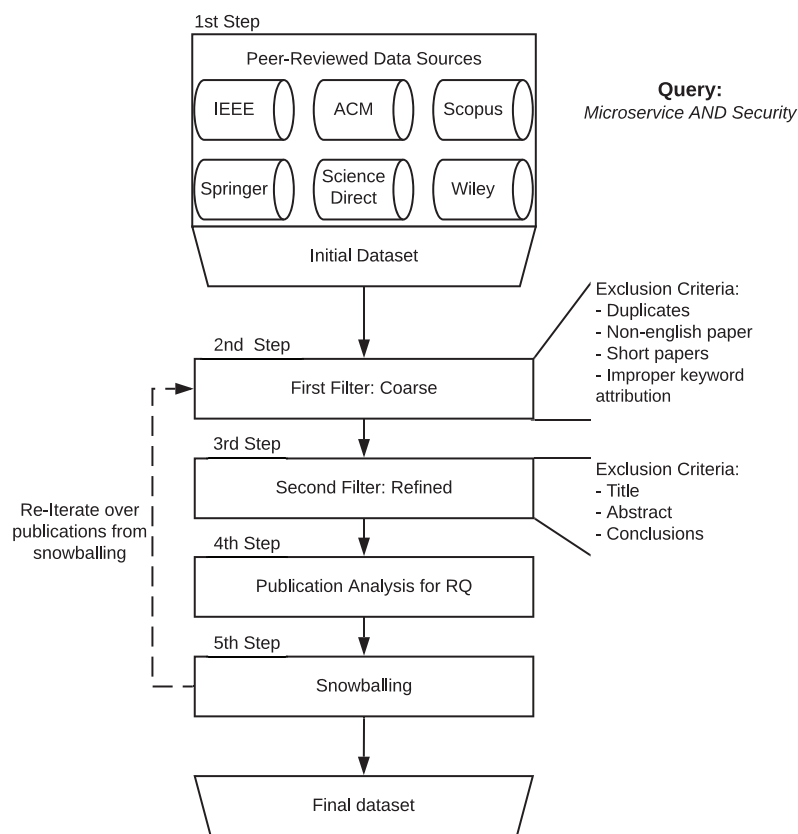 1st Step
Peer-Reviewed Data Sources
IEEE
ACM
Scopus
Springer
Science
Direct
Wiley
Initial Dataset
Query:
Microservice AND Security
2nd Step
First Filter: Coarse
Exclusion Criteria:
- Duplicates
- Non-english paper
- Short papers
- Improper keyword
attribution
3rd Step
Second Filter: Refined
Exclusion Criteria:
- Title
- Abstract
- Conclusions
Re-Iterate over
publications from
snowballing
4th Step
Publication Analysis for RQ
5th Step
Snowballing
Final dataset